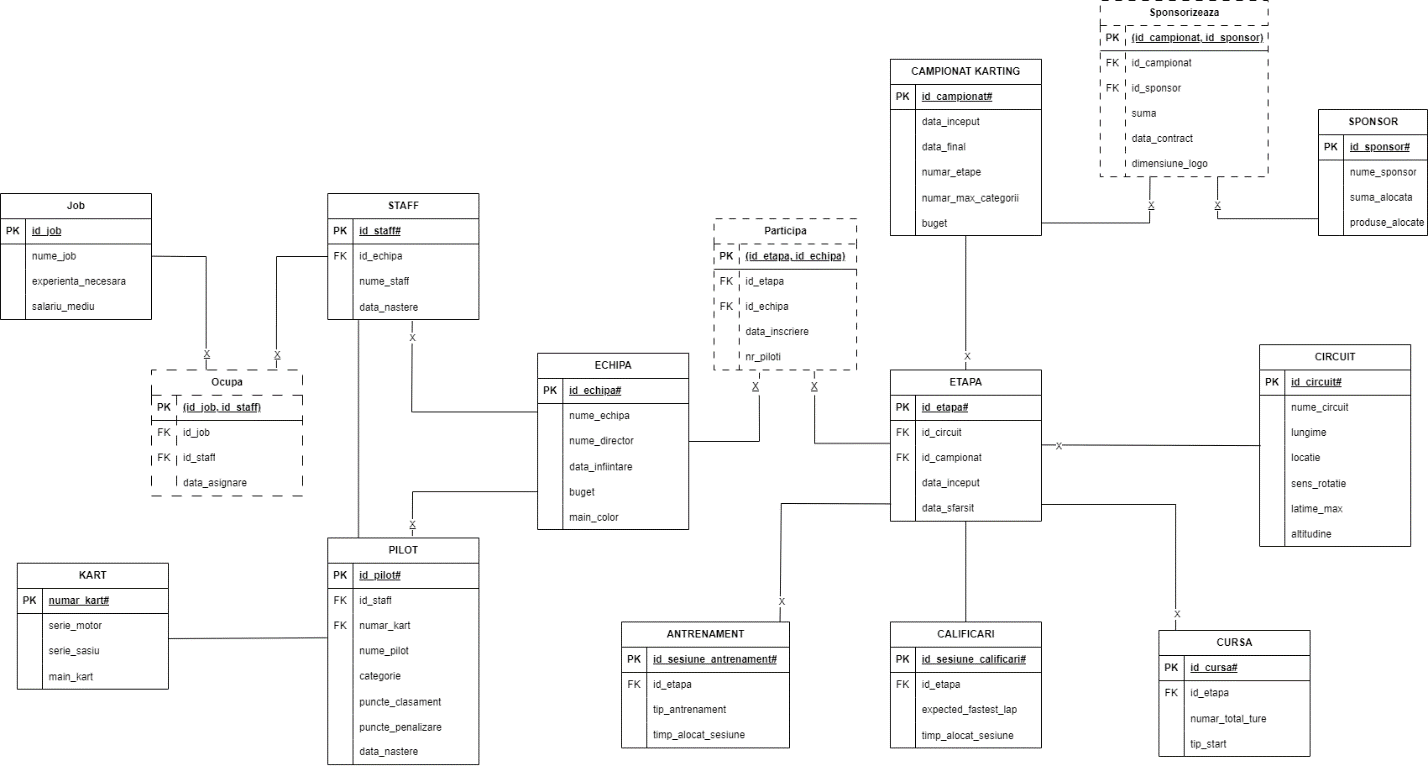 Sponsorizeaza
PK (id_campionat, id_sponsor)
FK id_campionat
FK id_sponsor
suma
data_contract
dimensiune_logo
CAMPIONAT KARTING
PK id_campionat#
data_inceput
data_final
numar_etape
numar_max_categorii
buget
SPONSOR
PK id_sponsor#
nume_sponsor
suma_alocata
produse_alocate
X X
Job
PK id_job
nume_job
experienta_necesara
salariu_mediu
STAFF
PK id_staff#
FK id_echipa
nume_staff
data_nastere
X
Participa
PK (id_etapa, id_echipa)
FK id_etapa
FK id_echipa
data_inscriere
nr_piloti
X X
X X
Ocupa
PK (id_job, id_staff)
FK id_job
FK id_staff
data_asignare
ECHIPA
PK id_echipa#
nume_echipa
nume_director
data_infiintare
buget
main_color
X
X
ETAPA
PK id_etapa#
FK id_circuit
FK id_campionat
data_inceput
data_sfarsit
X
CIRCUIT
PK id_circuit#
nume_circuit
lungime
locatie
sens_rotatie
latime_max
altitudine
KART
PK numar_kart#
serie_motor
serie_sasiu
main_kart
PILOT
PK id_pilot#
FK id_staff
FK numar_kart
nume_pilot
categorie
puncte_clasament
puncte_penalizare
data_nastere
X
ANTRENAMENT
PK id_sesiune_antrenament#
FK id_etapa
tip_antrenament
timp_alocat_sesiune
CALIFICARI
PK id_sesiune_calificari#
FK id_etapa
expected_fastest_lap
timp_alocat_sesiune
X
CURSA
PK id_cursa#
FK id_etapa
numar_total_ture
tip_start